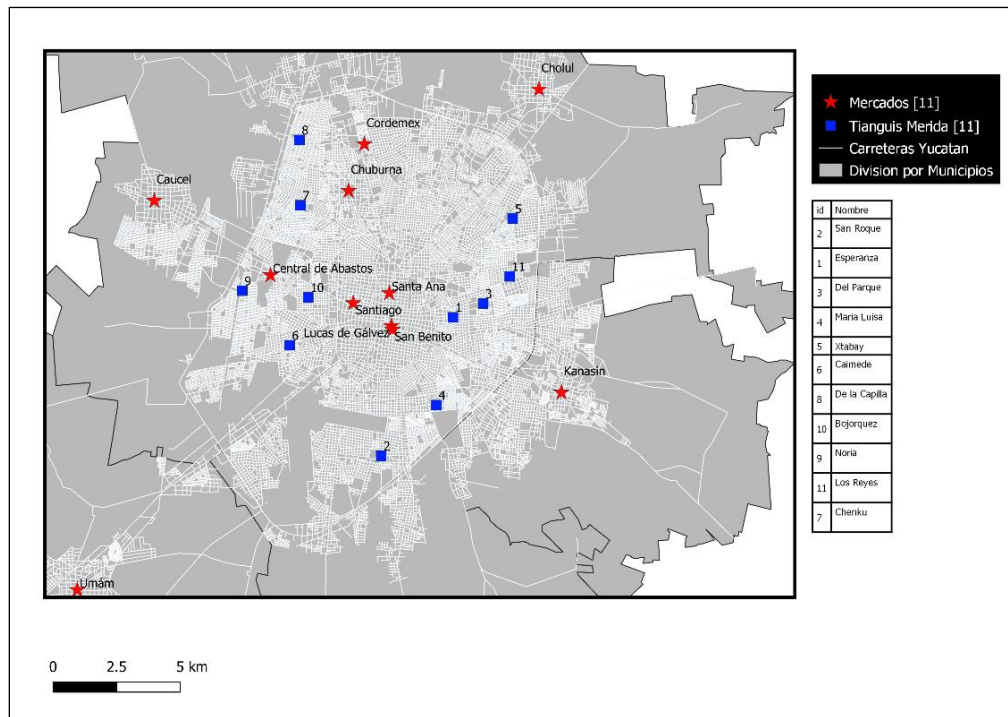 Cholul
Cordemex
8
Chuburna
Caucel
7
5
Central de Abastos
11
9
10
Santa Ana
3
Santiago
1
Lucas de Gálvez
San Benito
6
Kanasin
4
2
Umám
0 2.5 5 km
Mercados [11]
Tianguis Merida [11]
Carreteras Yucatan
Division por Municipios
id Nombre
2 San Roque
1 Esperanza
3 Del Parque
4 Maria Luisa
5 Xtabay
6 Caimede
8 De la Capilla
10 Bojorquez
9 Noria
11 Los Reyes
7 Chenku